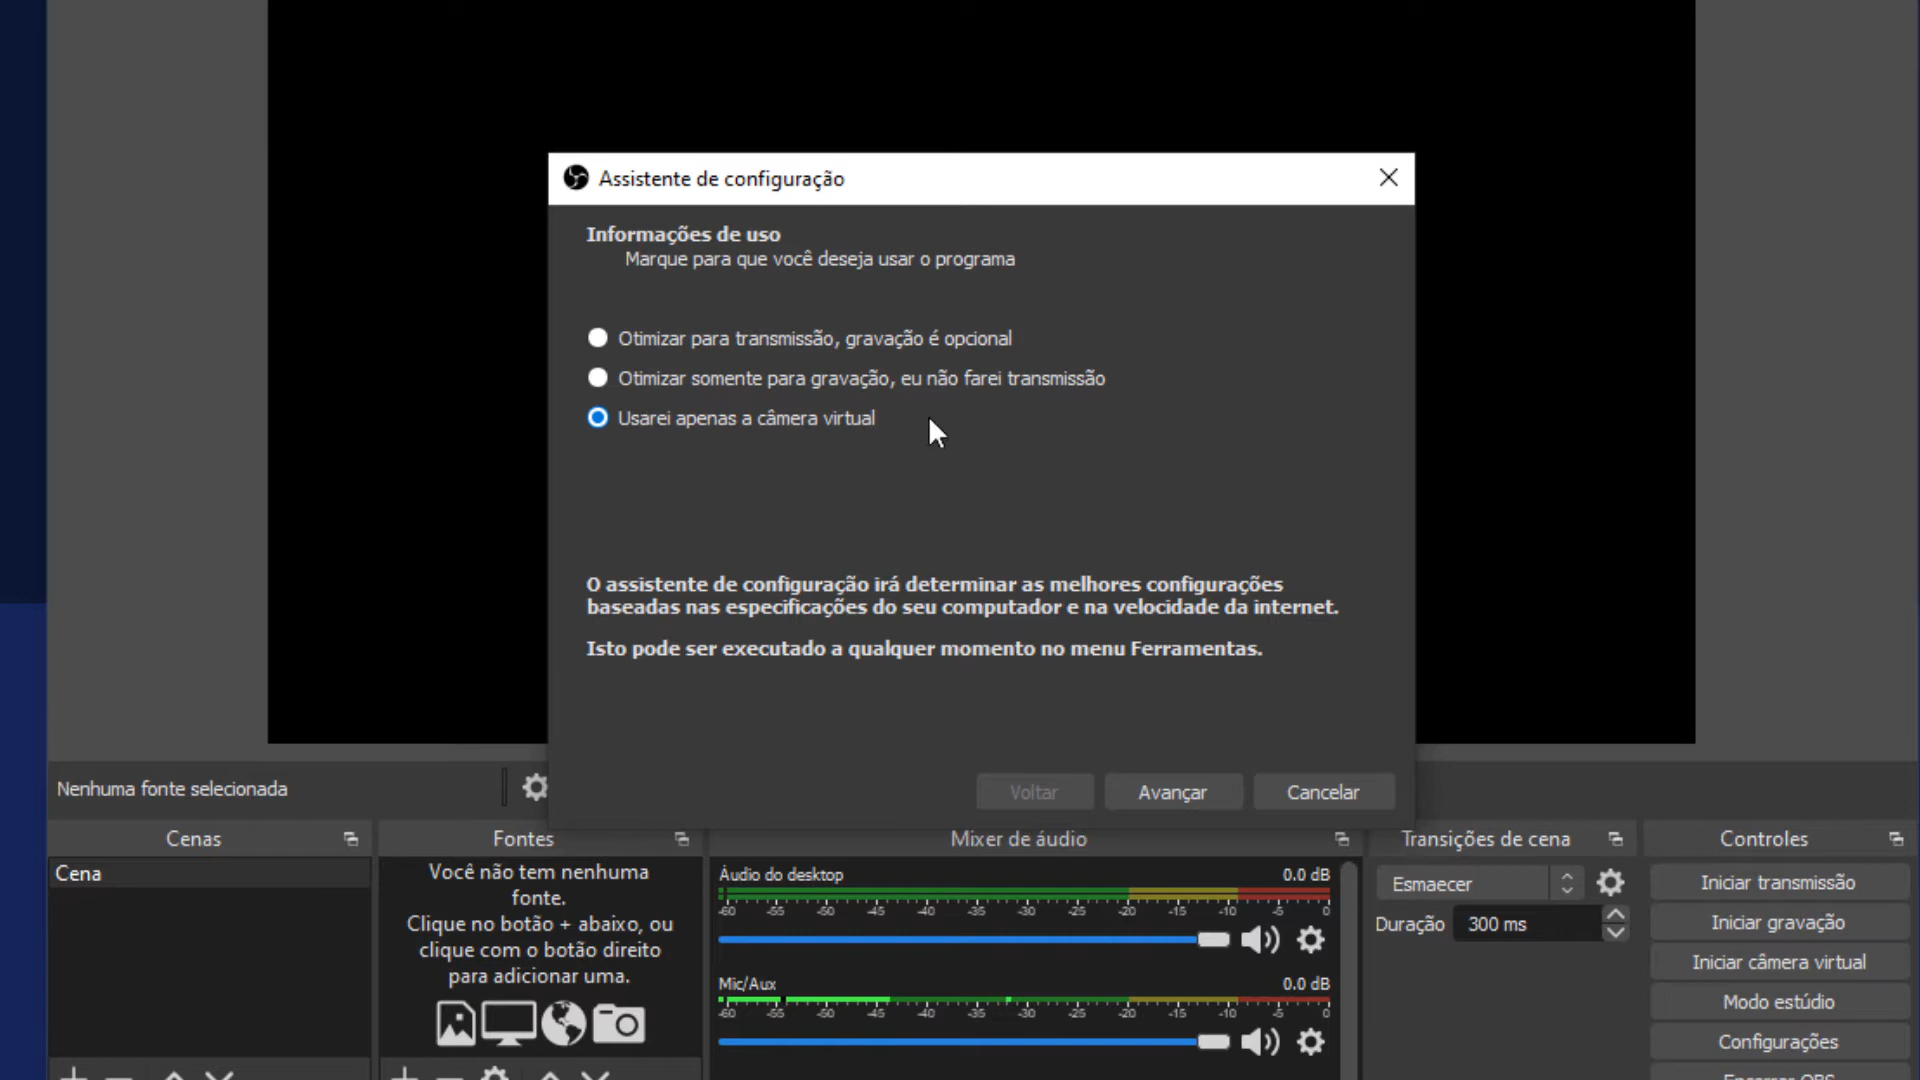 Assistente de configuração
Informações de uso
Marque para que você deseja usar o programa
Otimizar para transmissão, gravação é opcional
Otimizar somente para gravação, eu não farei transmissão
Usarei apenas a câmera virtual
O assistente de configuração irá determinar as melhores configurações
baseadas nas especificações do seu computador e na velocidade da internet.
Isto pode ser executado a qualquer momento no menu Ferramentas.
Voltar
Avançar
Cancelar
Nenhuma fonte selecionada
Cenas
Cena
Fontes
Você não tem nenhuma
fonte.
Clique no botão + abaixo, ou
clique com o botão direito
para adicionar uma.
Mixer de áudio
Áudio do desktop 0.0 dB
-60 -55 -50 -45 -40 -35 -30 -25 -20 -15 -10 -5 0
Mic/Aux 0.0 dB
-60 -55 -50 -45 -40 -35 -30 -25 -20 -15 -10 -5 0
Transições de cena
Esmaecer
Duração 300 ms
Controles
Iniciar transmissão
Iniciar gravação
Iniciar câmera virtual
Modo estúdio
Configurações
Encerrar OBS